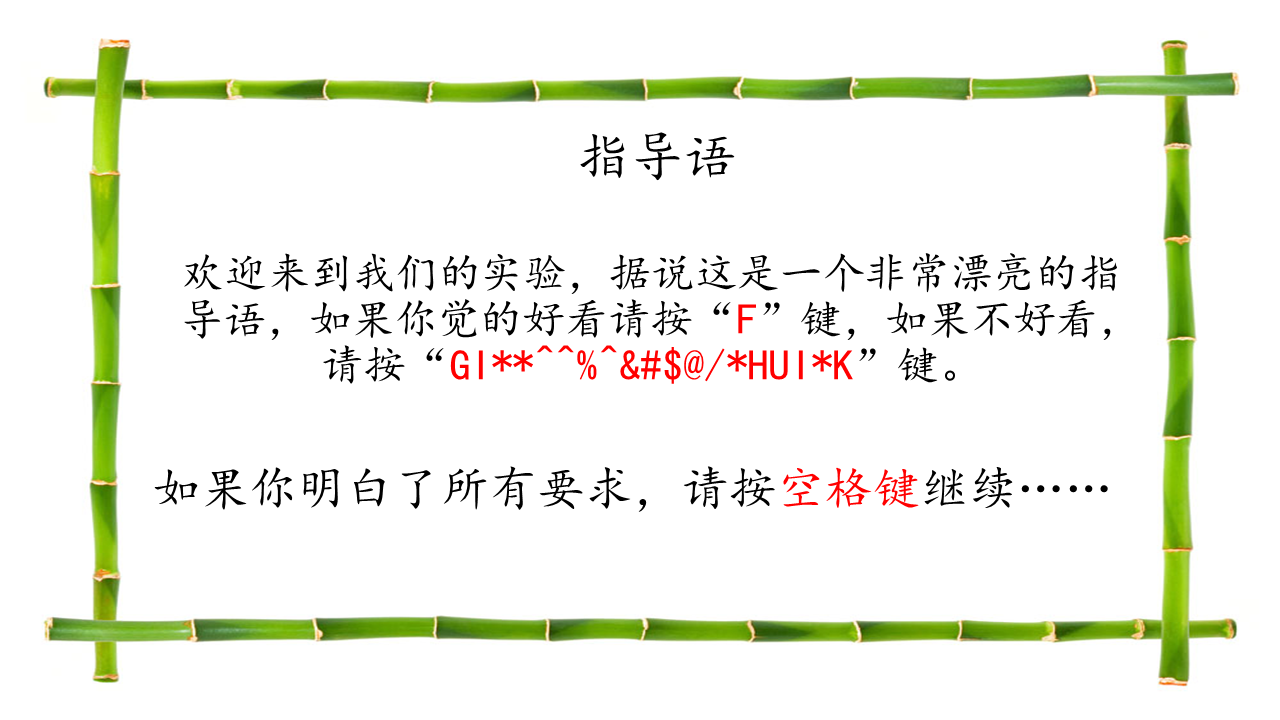 指导语
欢迎来到我们的实验，据说这是一个非常漂亮的指
导语，如果你觉的好看请按“F”键，如果不好看，
请按“GI**^^%^&#$@/*HUI*K”键。
如果你明白了所有要求，请按空格键继续……